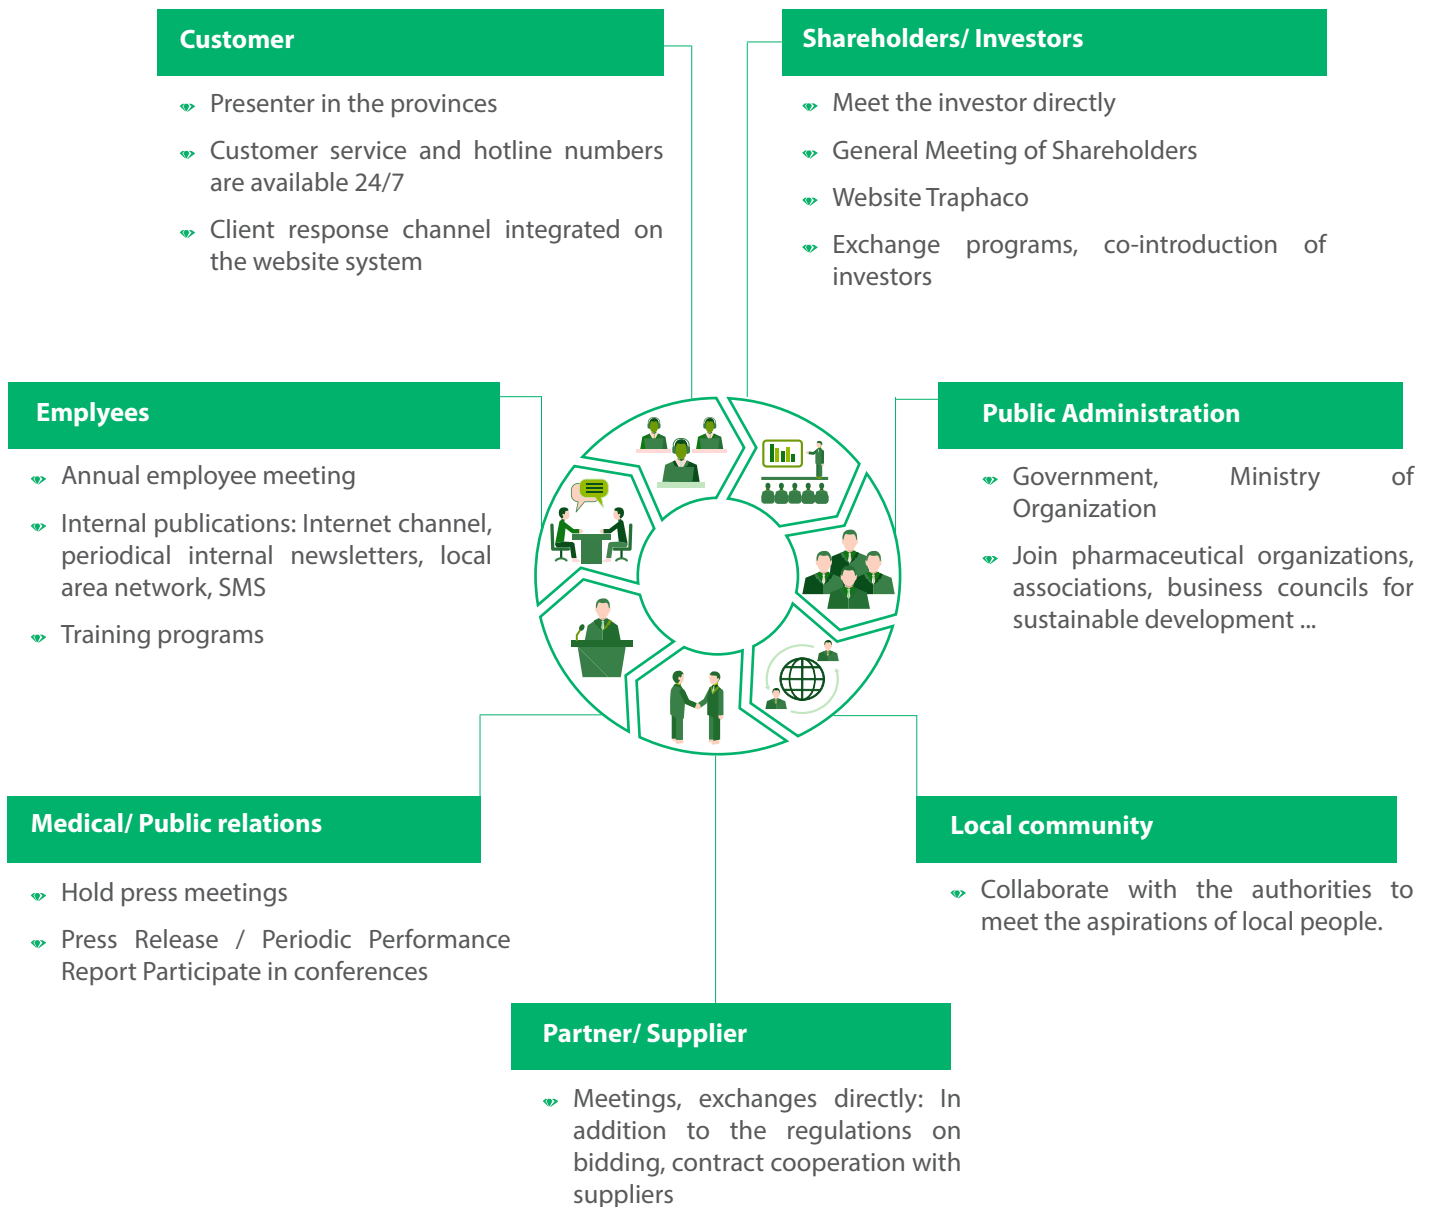 Customer
Presenter in the provinces
Customer service and hotline numbers
are available 24/7
Client response channel integrated on
the website system
Shareholders/ Investors
Meet the investor directly
General Meeting of Shareholders
Website Traphaco
Exchange programs, co-introduction of
investors
Emplyees
Annual employee meeting
Internal publications: Internet channel,
periodical internal newsletters, local
area network, SMS
Training programs
Public Administration
Government, Ministry of
Organization
Join pharmaceutical organizations,
associations, business councils for
sustainable development ...
Medical/ Public relations
Hold press meetings
Press Release / Periodic Performance
Report Participate in conferences
Local community
Collaborate with the authorities to
meet the aspirations of local people.
Partner/ Supplier
Meetings, exchanges directly: In
addition to the regulations on
bidding, contract cooperation with
suppliers